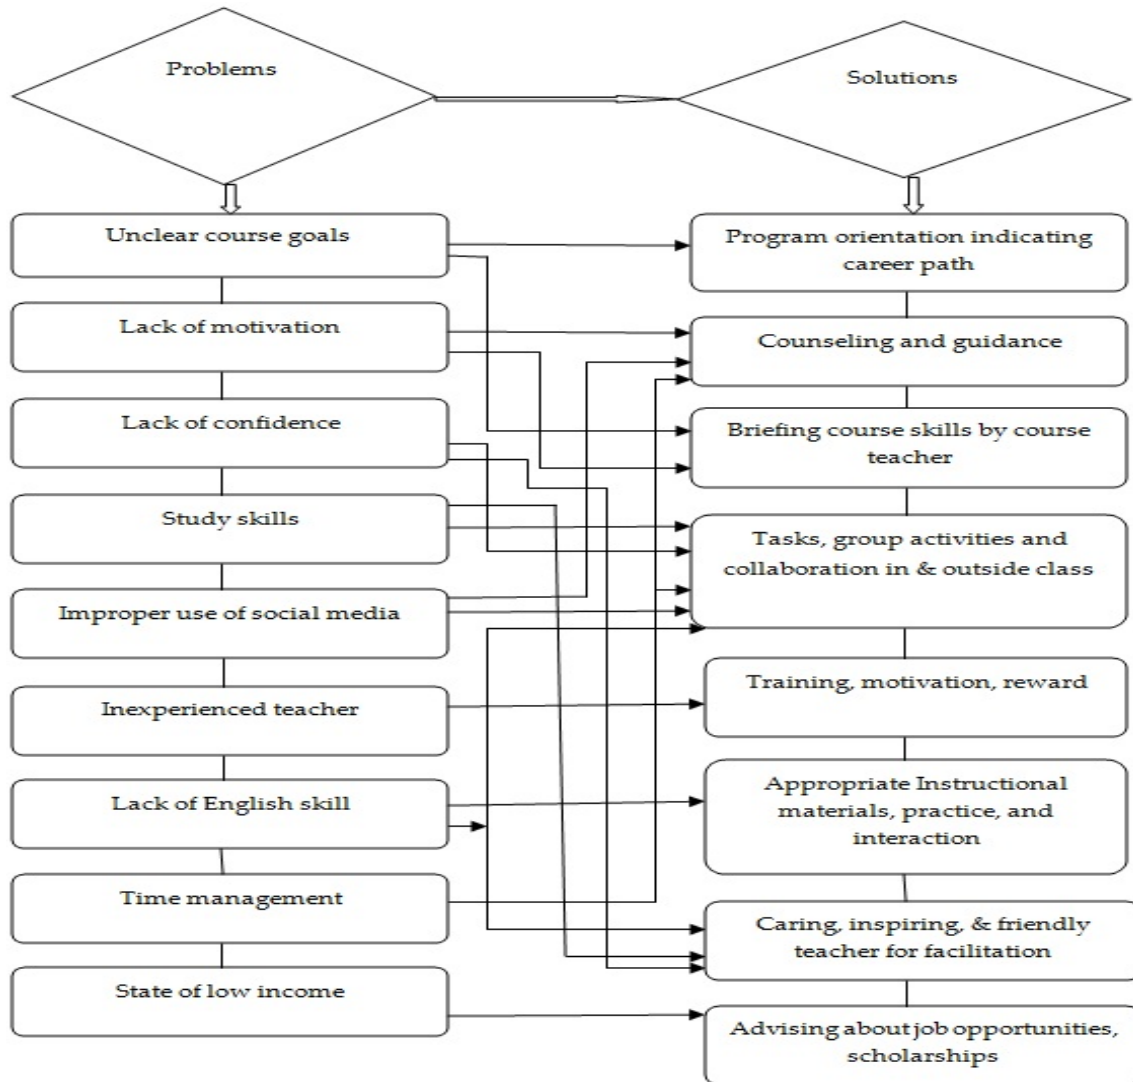 Problems
Solutions
Unclear course goals
Lack of motivation
Lack of confidence
Study skills
Improper use of social media
Inexperienced teacher
Lack of English skill
Time management
State of low income
Program orientation indicating
career path
Counseling and guidance
Briefing course skills by course
teacher
Tasks, group activities and
collaboration in & outside class
Training, motivation, reward
Appropriate Instructional
materials, practice, and
interaction
Caring, inspiring, & friendly
teacher for facilitation
Advising about job opportunities,
scholarships